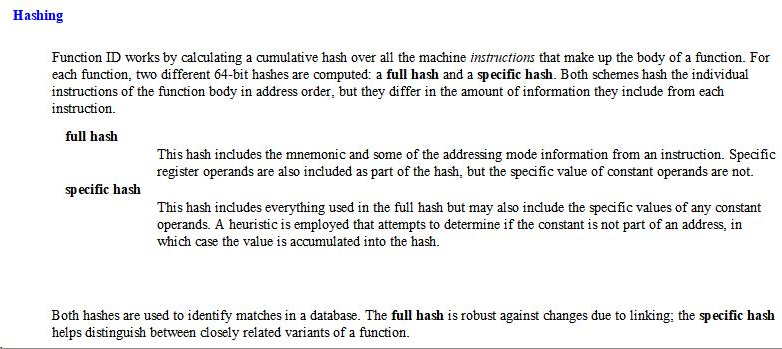 Hashing
Function ID works by calculating a cumulative hash over all the machine instructions that make up the body of a function. For
each function, two different 64-bit hashes are computed: a full hash and a specific hash. Both schemes hash the individual
instructions of the function body in address order, but they differ in the amount of information they include from each
instruction.
full hash
This hash includes the mnemonic and some of the addressing mode information from an instruction. Specific
register operands are also included as part of the hash, but the specific value of constant operands are not.
specific hash
This hash includes everything used in the full hash but may also include the specific values of any constant
operands. A heuristic is employed that attempts to determine if the constant is not part of an address, in
which case the value is accumulated into the hash.
Both hashes are used to identify matches in a database. The full hash is robust against changes due to linking; the specific hash
helps distinguish between closely related variants of a function.